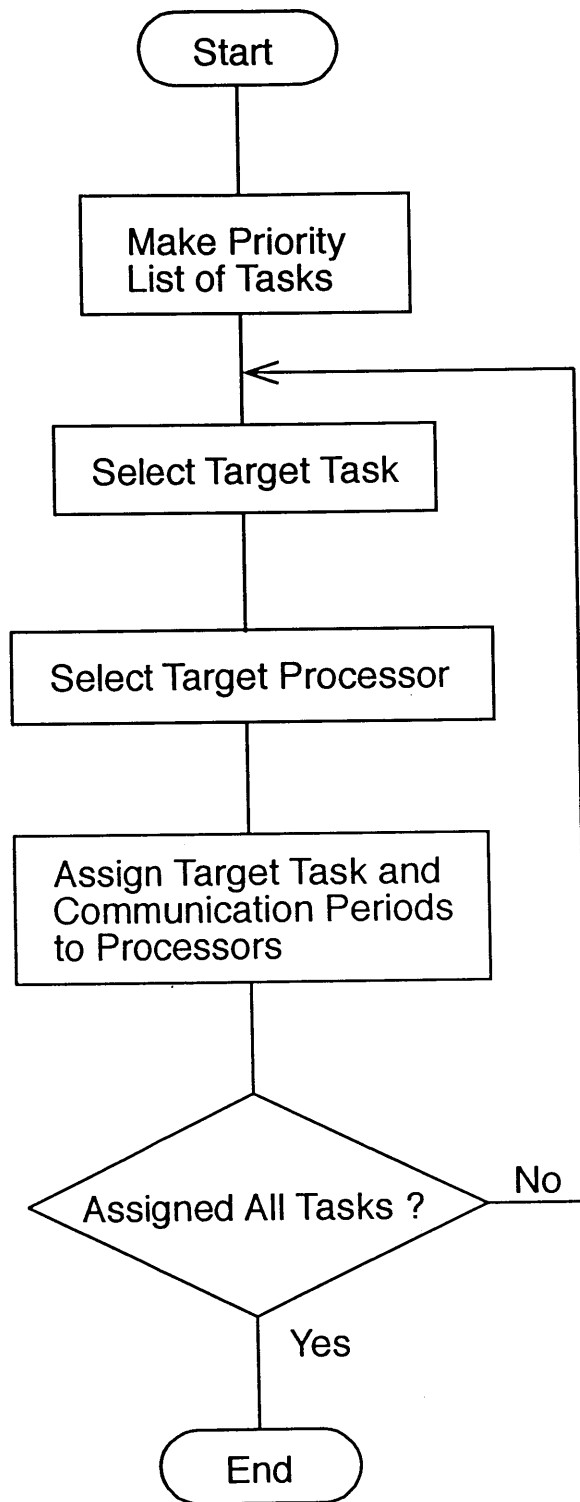 Start
Make Priority
List of Tasks
Select Target Task
Select Target Processor
Assign Target Task and
Communication Periods
to Processors
Assigned All Tasks ?
No
Yes
End